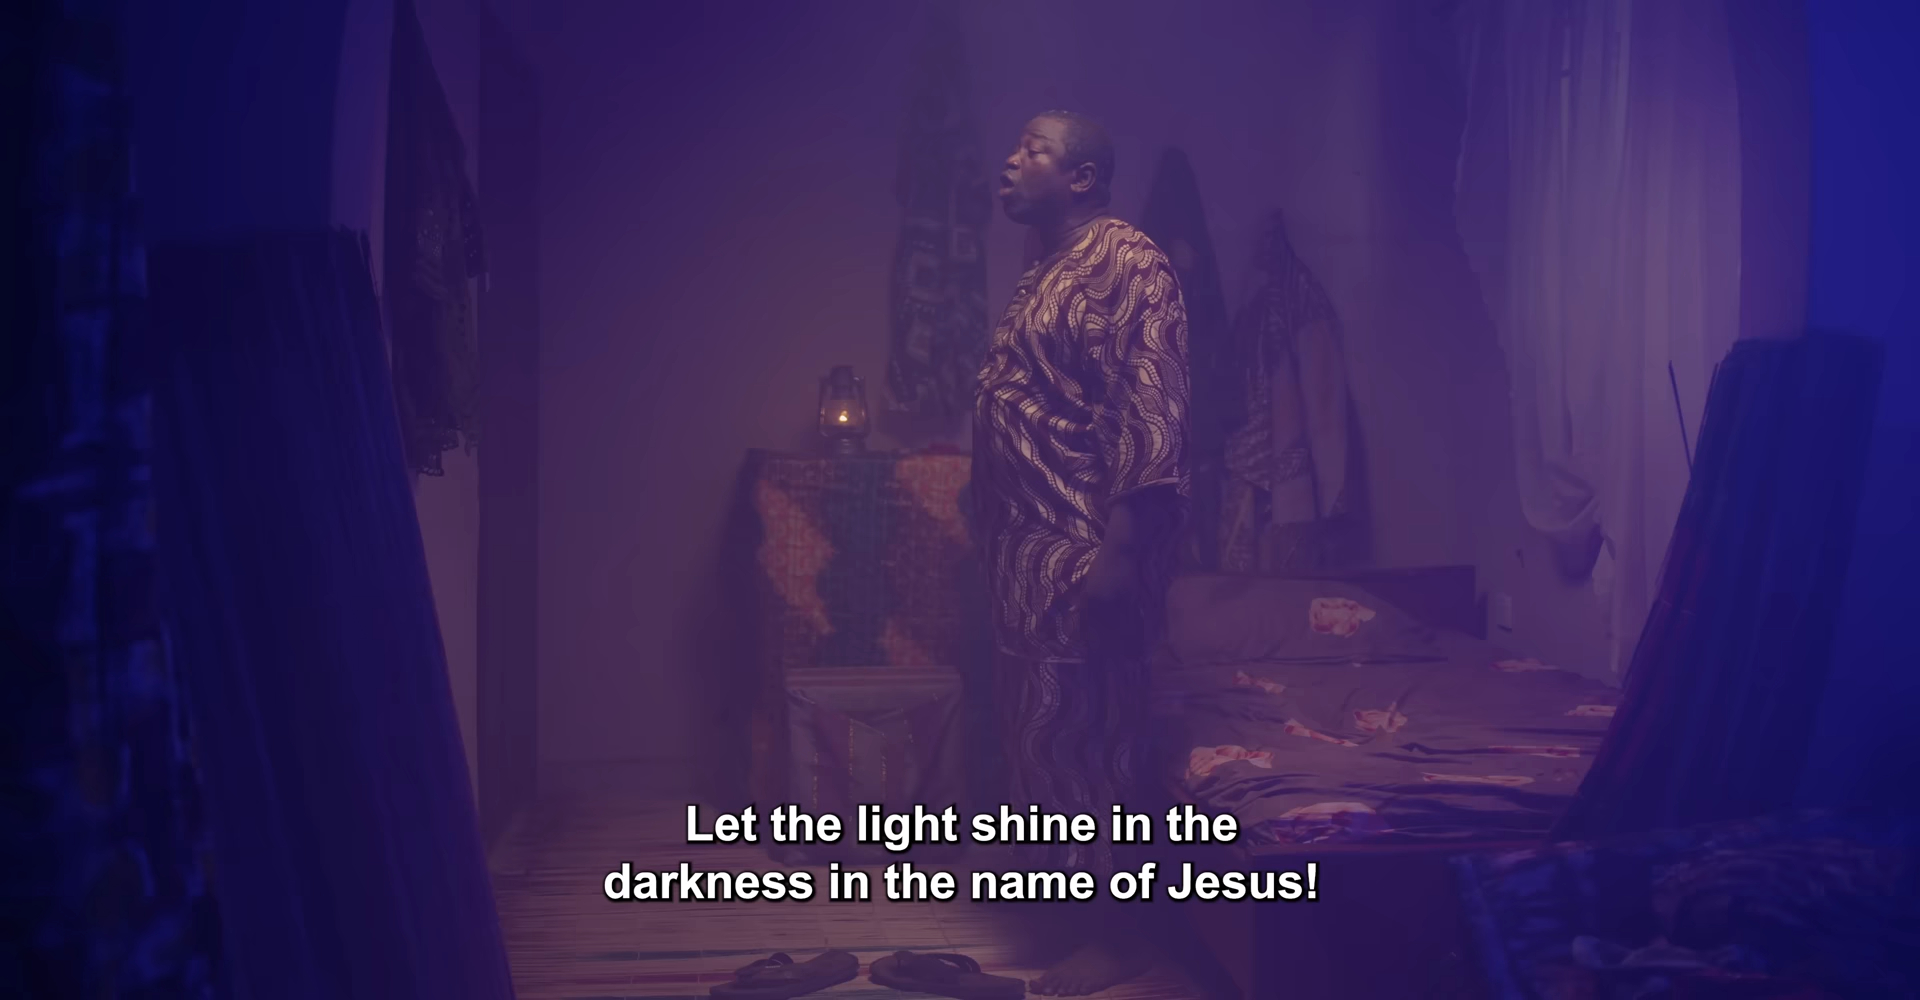 Let the light shine in the
darkness in the name of Jesus!